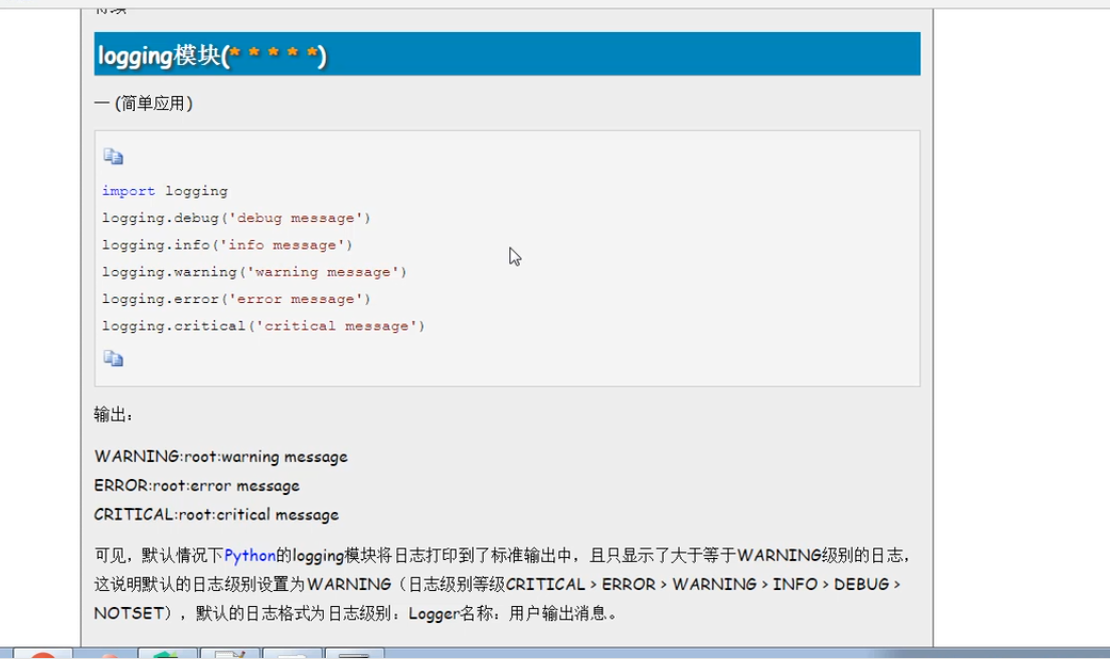 logging模块(* * * * *)
一 (简单应用)
import logging
logging.debug('debug message')
logging.info('info message')
logging.warning('warning message')
logging.error('error message')
logging.critical('critical message')
输出:
WARNING:root:warning message
ERROR:root:error message
CRITICAL:root:critical message
可见，默认情况下Python的logging模块将日志打印到了标准输出中，且只显示了大于等于WARNING级别的日志，
这说明默认的日志级别设置为WARNING（日志级别等级CRITICAL > ERROR > WARNING > INFO > DEBUG >
NOTSET），默认的日志格式为日志级别：Logger名称：用户输出消息。